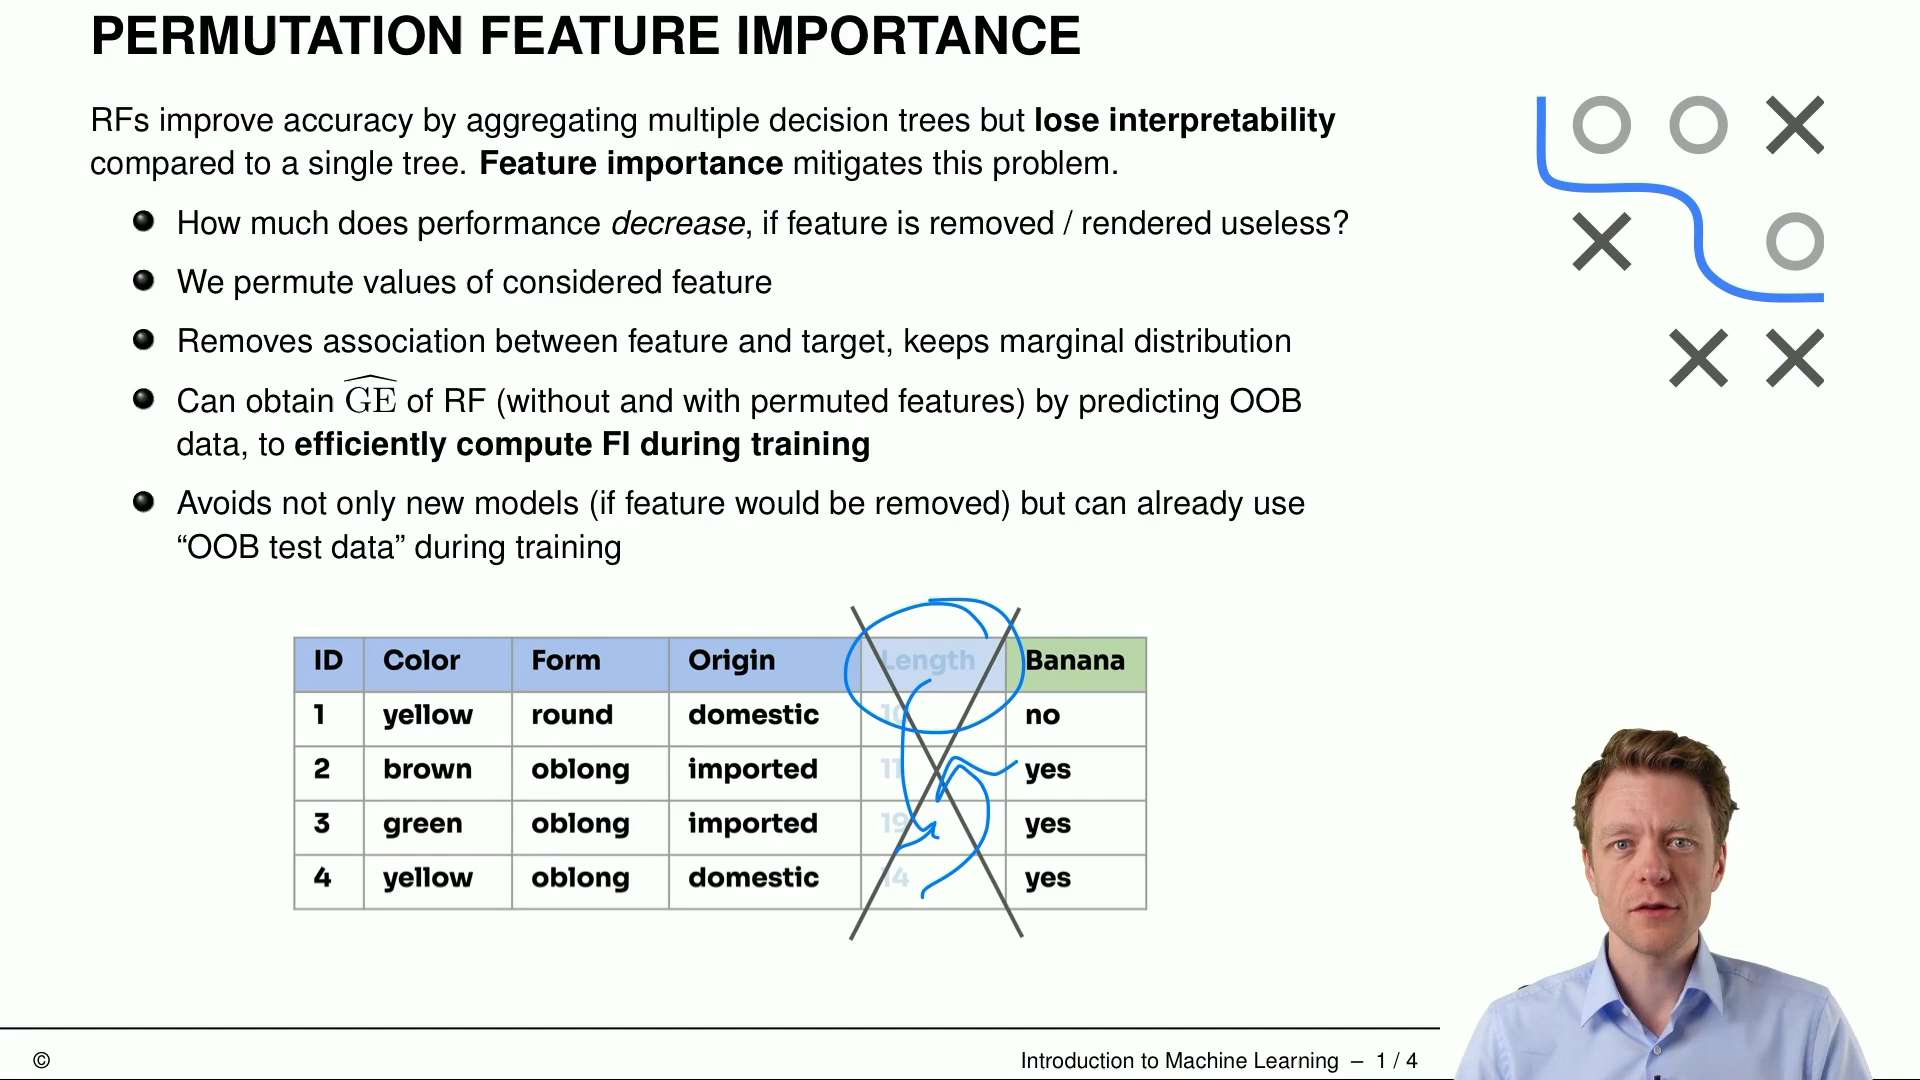 PERMUTATION FEATURE IMPORTANCE
RFs improve accuracy by aggregating multiple decision trees but lose interpretability
compared to a single tree. Feature importance mitigates this problem.
How much does performance decrease, if feature is removed / rendered useless?
We permute values of considered feature
Removes association between feature and target, keeps marginal distribution
Can obtain \widehat{GE} of RF (without and with permuted features) by predicting OOB
data, to efficiently compute FI during training
Avoids not only new models (if feature would be removed) but can already use
“OOB test data” during training
ID Color Form Origin Length Banana
1 yellow round domestic 10 no
2 brown oblong imported 11 yes
3 green oblong imported 19 yes
4 yellow oblong domestic 14 yes
© Introduction to Machine Learning – 1 / 4